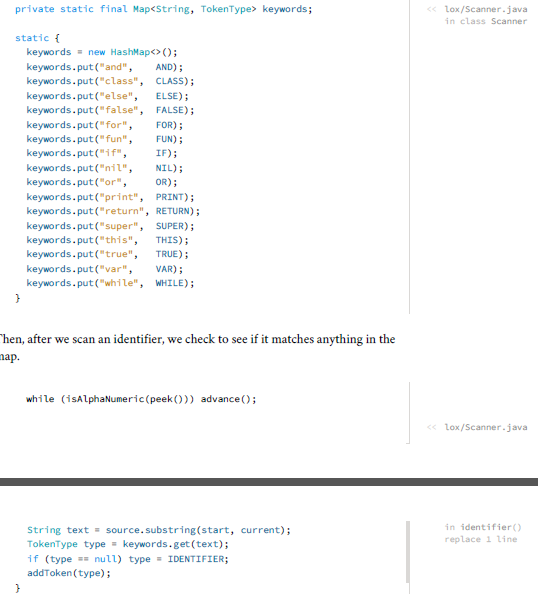 private static final Map<String, TokenType> keywords;
<< lox/Scanner.java
in class Scanner
static {
keywords = new HashMap<>();
keywords.put("and", AND);
keywords.put("class", CLASS);
keywords.put("else", ELSE);
keywords.put("false", FALSE);
keywords.put("for", FOR);
keywords.put("fun", FUN);
keywords.put("if", IF);
keywords.put("nil", NIL);
keywords.put("or", OR);
keywords.put("print", PRINT);
keywords.put("return", RETURN);
keywords.put("super", SUPER);
keywords.put("this", THIS);
keywords.put("true", TRUE);
keywords.put("var", VAR);
keywords.put("while", WHILE);
}
Then, after we scan an identifier, we check to see if it matches anything in the
map.
while (isAlphaNumeric(peek())) advance();
<< lox/Scanner.java
in identifier()
replace 1 line
String text = source.substring(start, current);
TokenType type = keywords.get(text);
if (type == null) type = IDENTIFIER;
addToken(type);
}